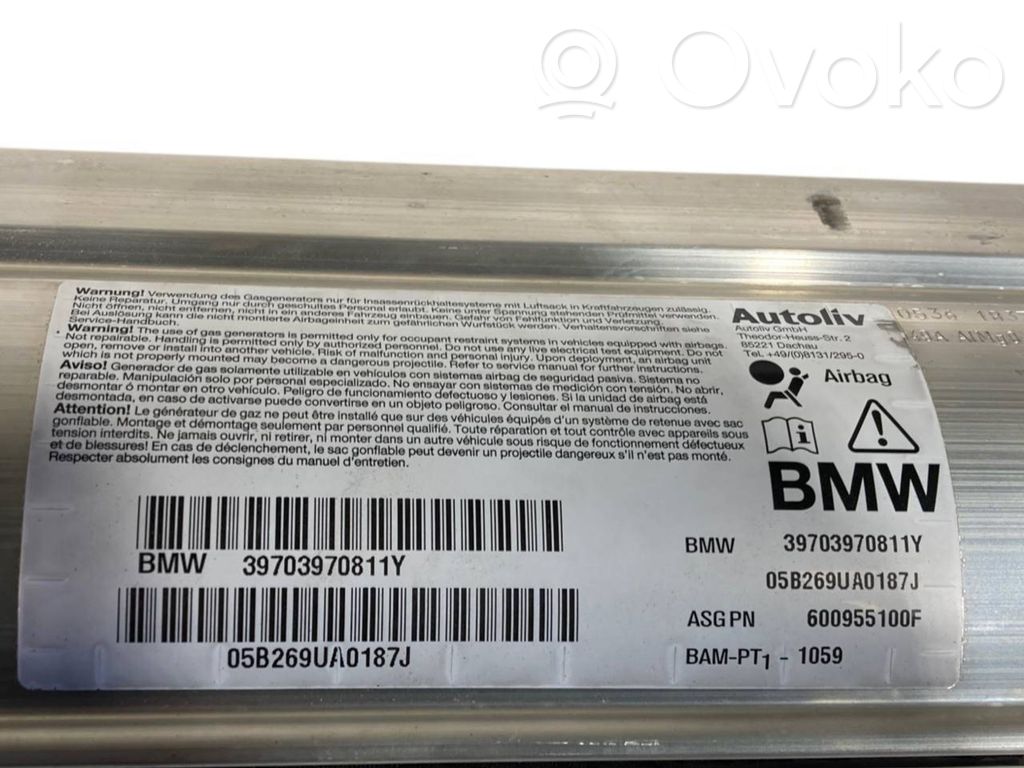 Ovoko
Warnung! Verwendung des Gasgenerators nur für Insassenrückhaltesysteme mit Luftsack in Kraftfahrzeugen zulässig.
Keine Reparatur. Umgang nur durch geschultes Personal erlaubt. Keine unter Spannung stehenden Prüfmittel verwenden.
Nicht öffnen, nicht entfernen, nicht in ein anderes Fahrzeug einbauen. Gefahr von Fehlfunktion und Verletzung.
Bei Auslösung kann die nicht montierte Airbageinheit zum gefährlichen Wurfstück werden. Verhaltensvorschriften siehe
Service-Handbuch.
Warning! The use of gas generators is only permitted for occupant restraint systems in vehicles equipped with airbags.
Not repairable. Handling is permitted only by authorized personnel. Do not use any live electrical test equipment. Do not
open, remove or install into another vehicle. Risk of malfunction and personal injury. Upon deployment, an airbag unit
which is not properly mounted may become a dangerous projectile. Refer to service manual for further instructions.
Aviso! Generador de gas solamente utilizable en vehículos con sistemas airbag de seguridad pasiva. Sistema no
reparable. Manipulación solo por personal especializado. No ensayar con sistemas de medición con tensión. No abrir,
desmontar ó montar en otro vehículo. Peligro de funcionamiento defectuoso y lesiones. Si la unidad de airbag está
desmontada, en caso de activarse puede convertirse en un objeto peligroso. Consultar el manual de instrucciones.
Attention! Le générateur de gaz ne peut être installé que sur des véhicules équipés d'un système de retenue avec sac
gonflable. Montage et démontage seulement par personnel qualifié. Toute réparation et tout contrôle avec appareils sous
tension interdits. Ne jamais ouvrir, ni retirer, ni monter dans un autre véhicule sous risque de fonctionnement défectueux
et de blessures! En cas de déclenchement, le sac gonflable peut devenir un projectile dangereux s'il n'est pas monté.
Respecter absolument les consignes du manuel d'entretien.
Autoliv
Autoliv GmbH
Theodor-Heuss-Str. 2
85221 Dachau
Tel. +49/(0)8131/295-0
Airbag
BMW
BMW 39703970811Y
05B269UA0187J
BMW 39703970811Y
05B269UA0187J
ASG PN 600955100F
BAM-PT1 - 1059